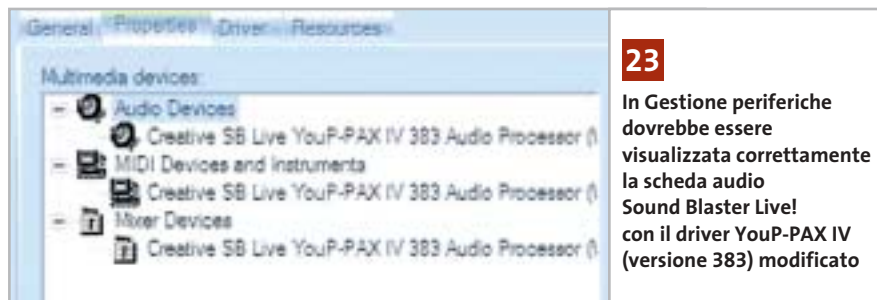 General Properties Driver Resources
Multimedia devices:
Audio Devices
Creative SB Live YouP-PAX IV 383 Audio Processor (
MIDI Devices and Instruments
Creative SB Live YouP-PAX IV 383 Audio Processor (
Mixer Devices
Creative SB Live YouP-PAX IV 383 Audio Processor (
23
In Gestione periferiche
dovrebbe essere
visualizzata correttamente
la scheda audio
Sound Blaster Live!
con il driver YouP-PAX IV
(versione 383) modificato